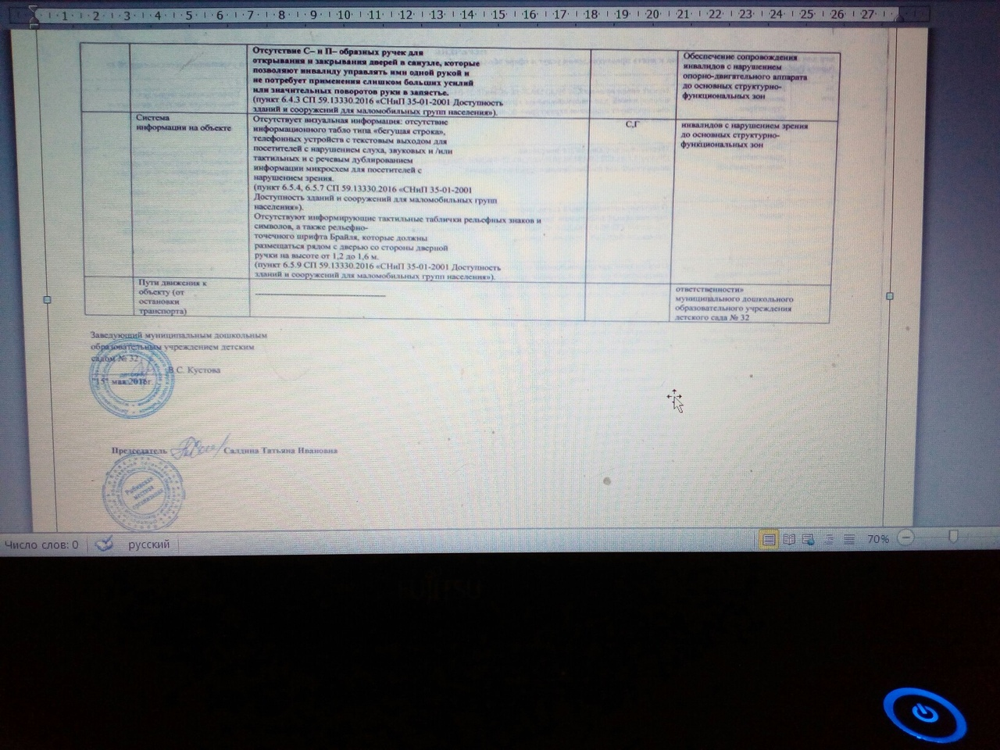 1 2 3 4 5 6 7 8 9 10 11 12 13 14 15 16 17 18 19 20 21 22 23 24 25 26 27
Отсутствие С– и П– образных ручек для
открывания и закрывания дверей в санузле, которые
позволяют инвалиду управлять ими одной рукой и
не потребует применения слишком больших усилий
или значительных поворотов руки в запястье.
(пункт 6.4.3 СП 59.13330.2016 «СНиП 35-01-2001 Доступность
зданий и сооружений для маломобильных групп населения»).
Обеспечение сопровождения
инвалидов с нарушением
опорно-двигательного аппарата
до основных структурно-
функциональных зон
Система
информации на объекте
Отсутствует визуальная информация: отсутствие
информационного табло типа «бегущая строка»,
телефонных устройств с текстовым выходом для
посетителей с нарушением слуха, звуковых и /или
тактильных и с речевым дублированием
информации микросхем для посетителей с
нарушением зрения.
(пункт 6.5.4, 6.5.7 СП 59.13330.2016 «СНиП 35-01-2001
Доступность зданий и сооружений для маломобильных групп
населения»).
Отсутствуют информирующие тактильные таблички рельефных знаков и
символов, а также рельефно-
точечного шрифта Брайля, которые должны
размещаться рядом с дверью со стороны дверной
ручки на высоте от 1,2 до 1,6 м.
(пункт 6.5.9 СП 59.13330.2016 «СНиП 35-01-2001 Доступность
зданий и сооружений для маломобильных групп населения»).
С,Г
инвалидов с нарушением зрения
до основных структурно-
функциональных зон
Пути движения к
объекту (от
остановки
транспорта)
ответственности»
муниципального дошкольного
образовательного учреждения
детского сада № 32
Заведующий муниципальным дошкольным
образовательным учреждением детским
садом № 32
В.С. Кустова
"15" мая 2018г.
Председатель Салдина Татьяна Ивановна
Рыбинская
местная
организация
Число слов: 0 русский 70%